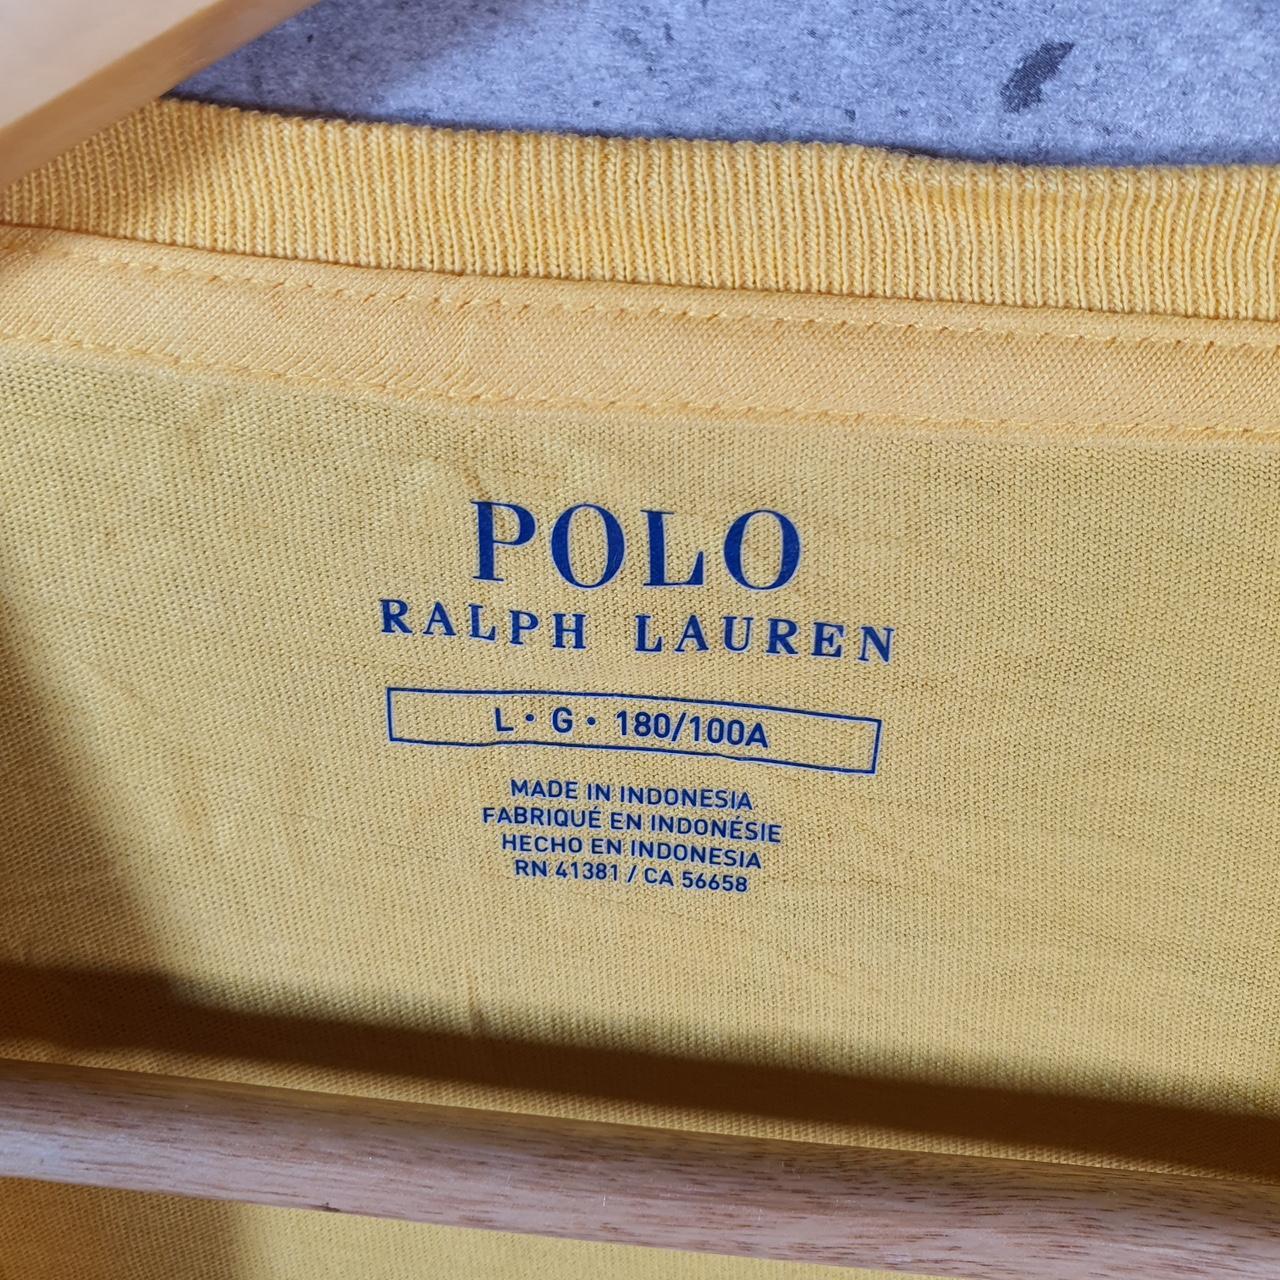 POLO
RALPH LAUREN
L • G • 180/100A
MADE IN INDONESIA
FABRIQUÉ EN INDONÉSIE
HECHO EN INDONESIA
RN 41381 / CA 56658